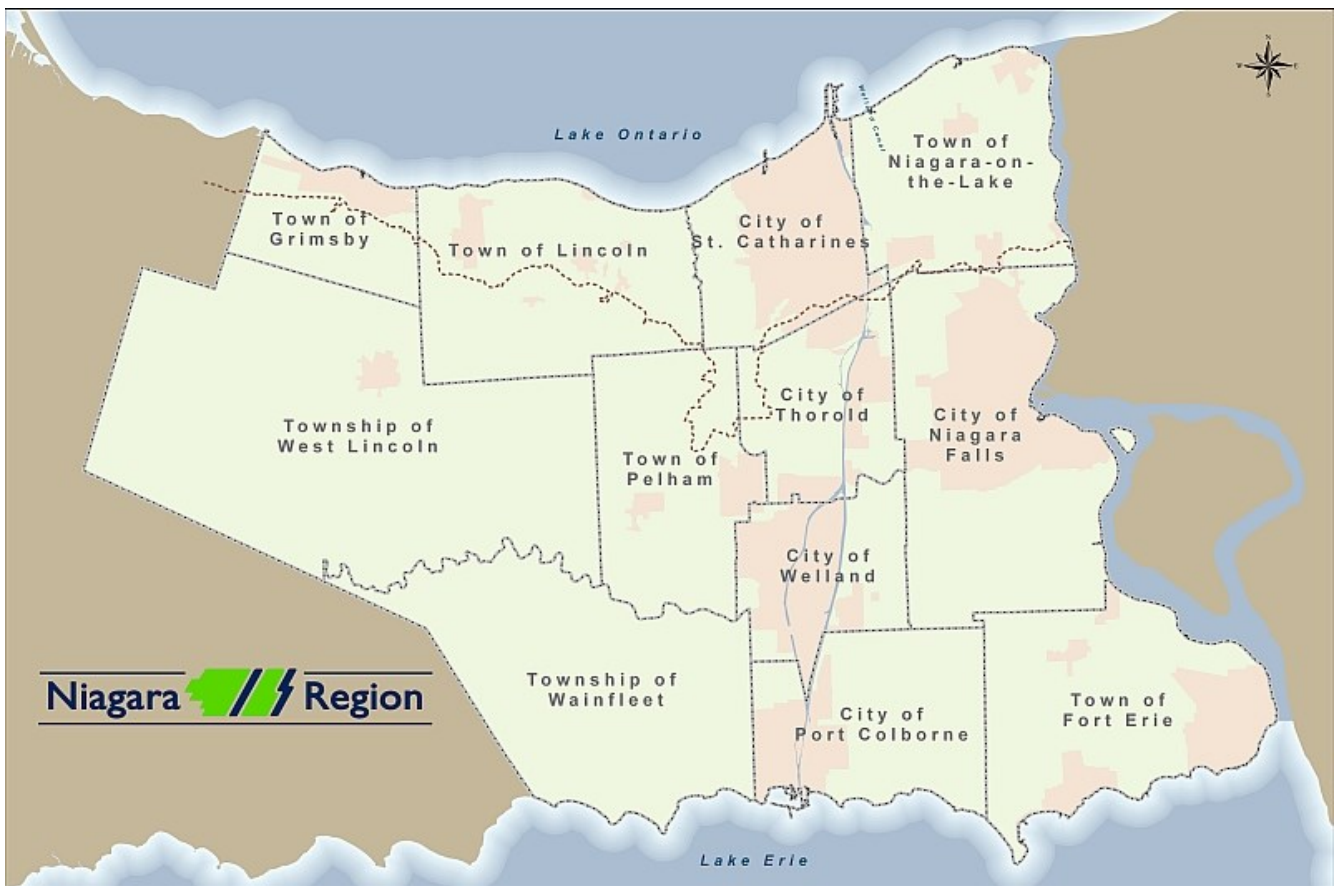 N
W E
S
Lake Ontario
Welland Canal
Town of
Niagara-on-
the-Lake
Town of
Grimsby
Town of Lincoln
City of
St. Catharines
Township of
West Lincoln
City of
Thorold
City of
Niagara
Falls
Town of
Pelham
City of
Welland
Township of
Wainfleet
City of
Port Colborne
Town of
Fort Erie
Niagara Region
Lake Erie